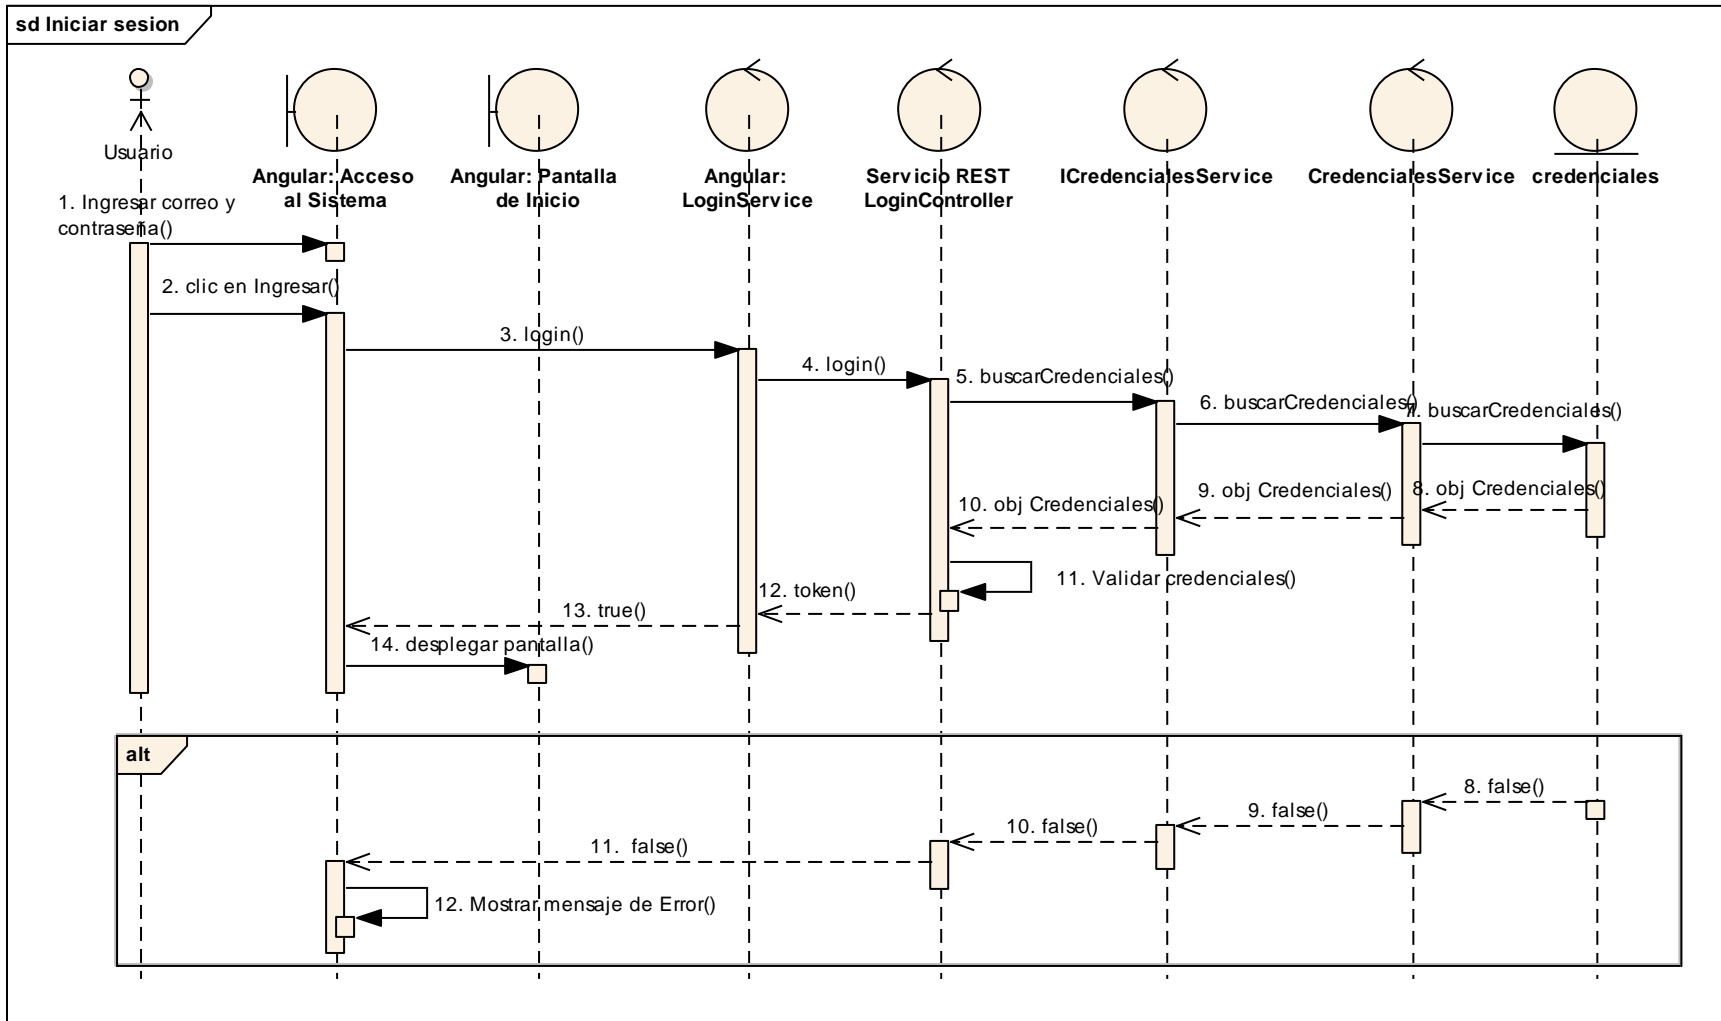 sd Iniciar sesion
Usuario
Angular: Acceso
al Sistema
Angular: Pantalla
de Inicio
Angular:
LoginService
Servicio REST
LoginController
ICredencialesService
CredencialesService
credenciales
1. Ingresar correo y
contraseña()
2. clic en Ingresar()
3. login()
4. login()
5. buscarCredenciales()
6. buscarCredenciales()
7. buscarCredenciales()
8. obj Credenciales()
9. obj Credenciales()
10. obj Credenciales()
11. Validar credenciales()
12. token()
13. true()
14. desplegar pantalla()
alt
8. false()
9. false()
10. false()
11. false()
12. Mostrar mensaje de Error()